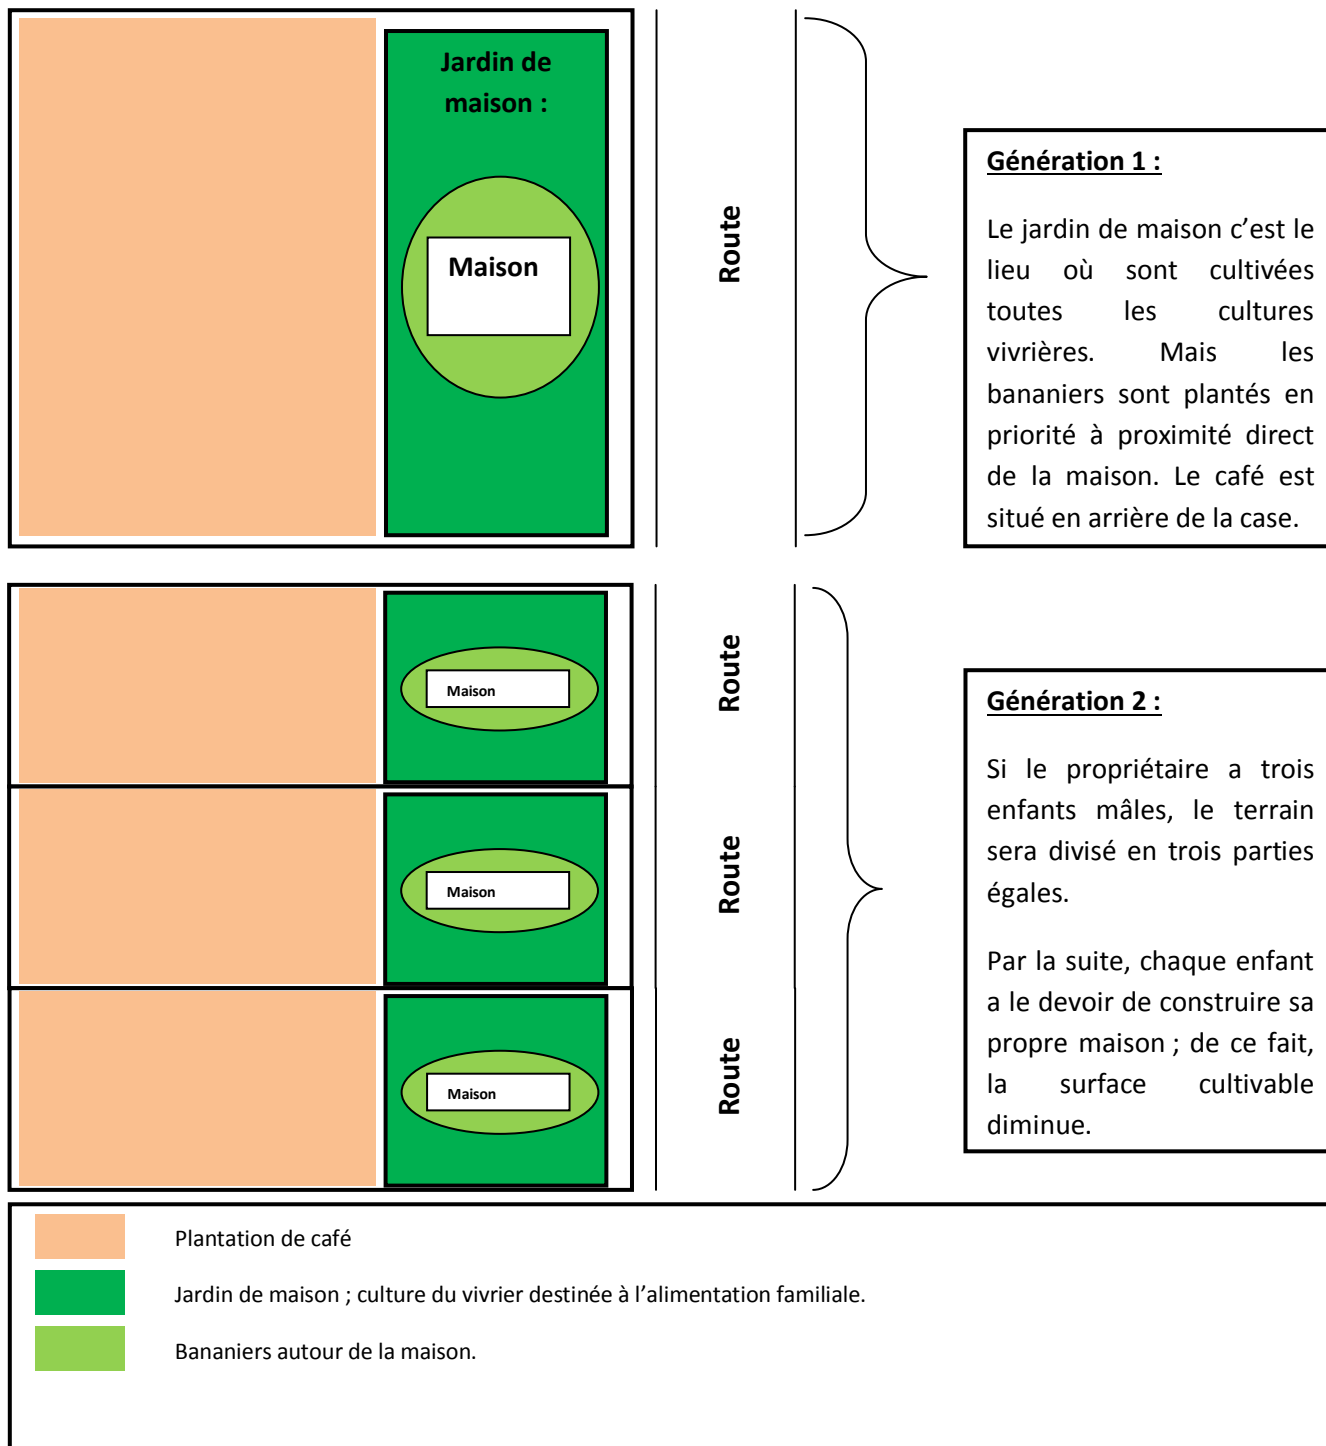 Jardin de
maison :
Maison
Route
Génération 1 :
Le jardin de maison c’est le
lieu où sont cultivées
toutes les cultures
vivrières. Mais les
bananiers sont plantés en
priorité à proximité direct
de la maison. Le café est
situé en arrière de la case.
Maison
Route
Maison
Route
Maison
Route
Génération 2 :
Si le propriétaire a trois
enfants mâles, le terrain
sera divisé en trois parties
égales.
Par la suite, chaque enfant
a le devoir de construire sa
propre maison ; de ce fait,
la surface cultivable
diminue.
Plantation de café
Jardin de maison ; culture du vivrier destinée à l’alimentation familiale.
Bananiers autour de la maison.